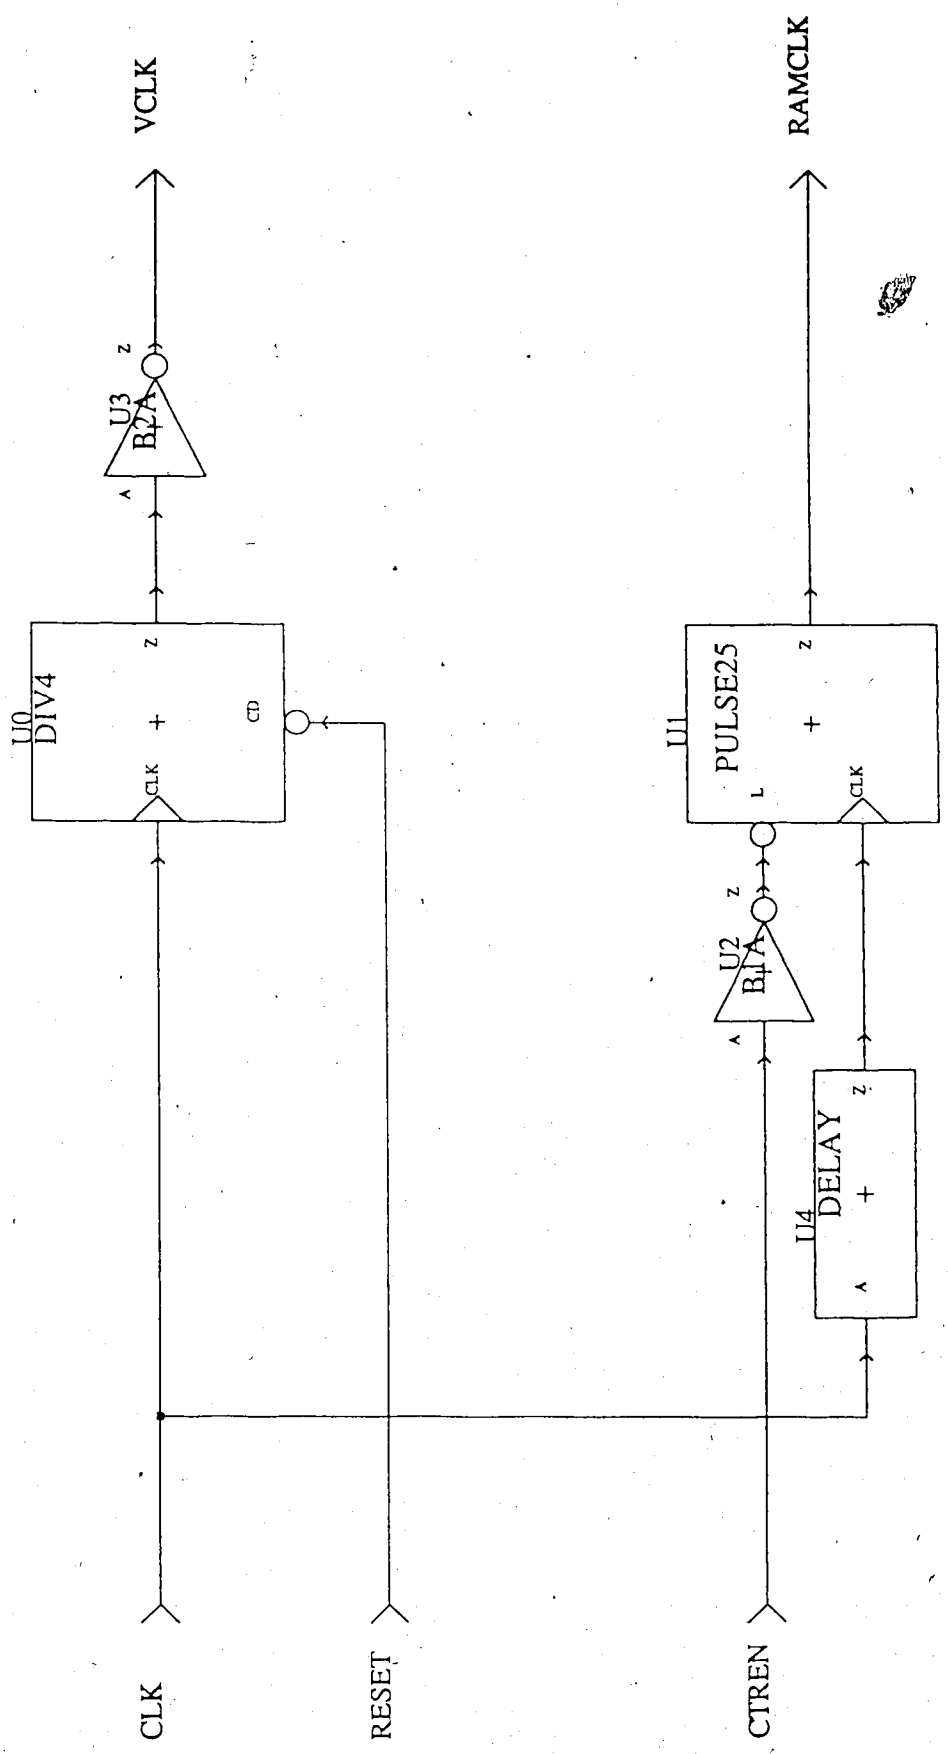 U0
DIV4
CLK
Z
CD
A
U3
B2A
Z
VCLK
CLK
RESET
CTREN
A
U2
B1A
Z
U4
DELAY
A
Z
U1
PULSE25
L
CLK
Z
RAMCLK